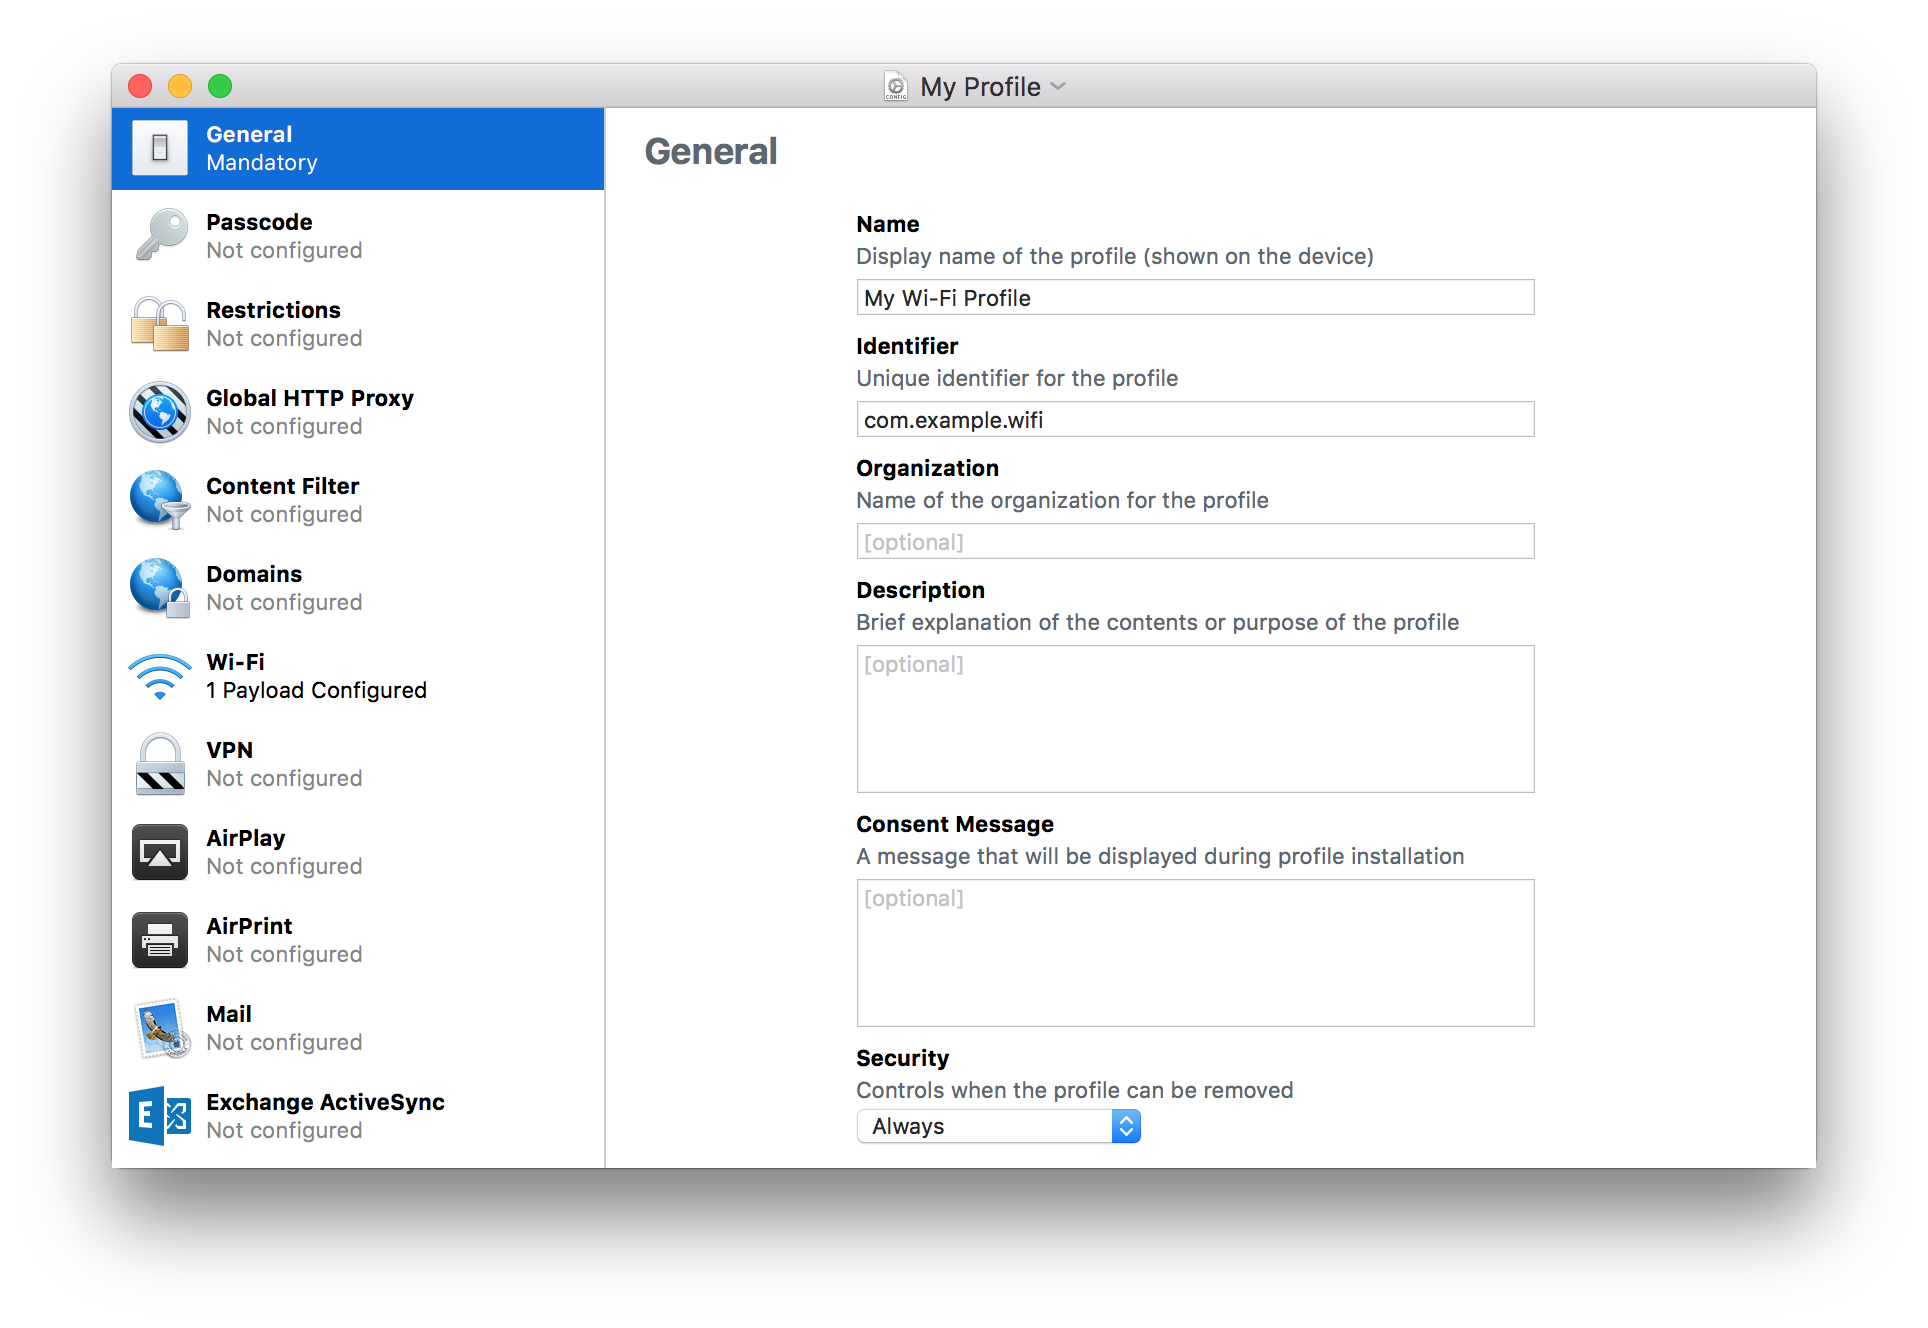 My Profile
General
Mandatory
Passcode
Not configured
Restrictions
Not configured
Global HTTP Proxy
Not configured
Content Filter
Not configured
Domains
Not configured
Wi-Fi
1 Payload Configured
VPN
Not configured
AirPlay
Not configured
AirPrint
Not configured
Mail
Not configured
Exchange ActiveSync
Not configured
General
Name
Display name of the profile (shown on the device)
My Wi-Fi Profile
Identifier
Unique identifier for the profile
com.example.wifi
Organization
Name of the organization for the profile
[optional]
Description
Brief explanation of the contents or purpose of the profile
[optional]
Consent Message
A message that will be displayed during profile installation
[optional]
Security
Controls when the profile can be removed
Always